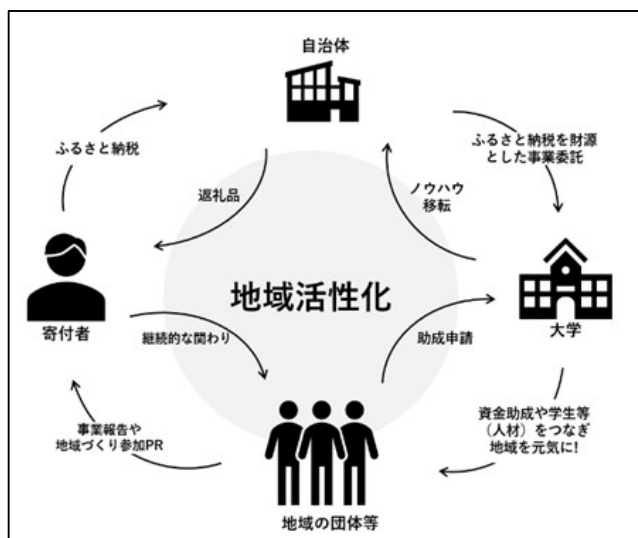 自治体
ふるさと納税
ふるさと納税を財源
とした事業委託
返礼品
ノウハウ
移転
地域活性化
寄付者
大学
継続的な関わり
助成申請
事業報告や
地域づくり参加PR
資金助成や学生等
（人材）をつなぎ
地域を元気に!
地域の団体等